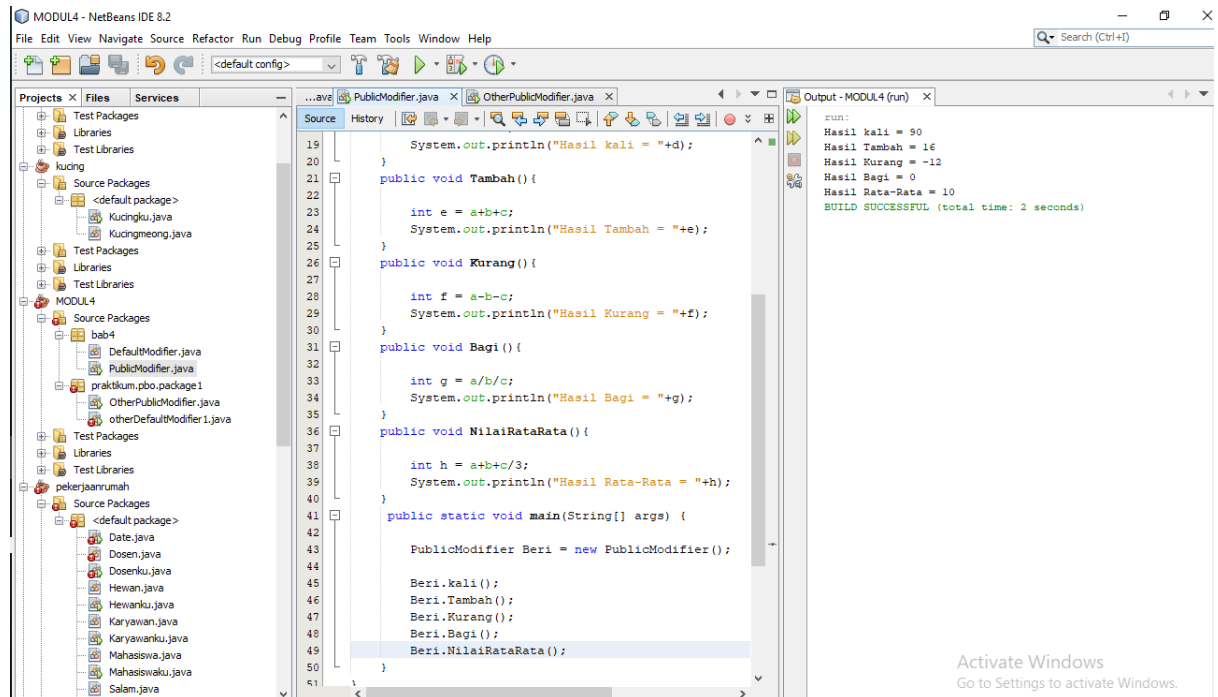 MODUL4 - NetBeans IDE 8.2
File Edit View Navigate Source Refactor Run Debug Profile Team Tools Window Help
Search (Ctrl+I)
<default config>
Projects Files Services
Test Packages
Libraries
Test Libraries
kucing
Source Packages
<default package>
Kucingku.java
Kucingmeong.java
Test Packages
Libraries
Test Libraries
MODUL4
Source Packages
bab4
DefaultModifier.java
PublicModifier.java
praktikum.pbo.package1
OtherPublicModifier.java
otherDefaultModifier1.java
Test Packages
Libraries
Test Libraries
pekerjaanrumah
Source Packages
<default package>
Date.java
Dosen.java
Dosenku.java
Hewan.java
Hewanku.java
Karyawan.java
Karyawanku.java
Mahasiswa.java
Mahasiswaku.java
Salam.java
...ava PublicModifier.java OtherPublicModifier.java
Source History
19 System.out.println("Hasil kali = "+d);
20 }
21 public void Tambah(){
22
23 int e = a+b+c;
24 System.out.println("Hasil Tambah = "+e);
25 }
26 public void Kurang(){
27
28 int f = a-b-c;
29 System.out.println("Hasil Kurang = "+f);
30 }
31 public void Bagi(){
32
33 int g = a/b/c;
34 System.out.println("Hasil Bagi = "+g);
35 }
36 public void NilaiRataRata(){
37
38 int h = a+b+c/3;
39 System.out.println("Hasil Rata-Rata = "+h);
40 }
41 public static void main(String[] args) {
42
43 PublicModifier Beri = new PublicModifier();
44
45 Beri.kali();
46 Beri.Tambah();
47 Beri.Kurang();
48 Beri.Bagi();
49 Beri.NilaiRataRata();
50 }
51 }
Output - MODUL4 (run)
run:
Hasil kali = 90
Hasil Tambah = 16
Hasil Kurang = -12
Hasil Bagi = 0
Hasil Rata-Rata = 10
BUILD SUCCESSFUL (total time: 2 seconds)
Activate Windows
Go to Settings to activate Windows.